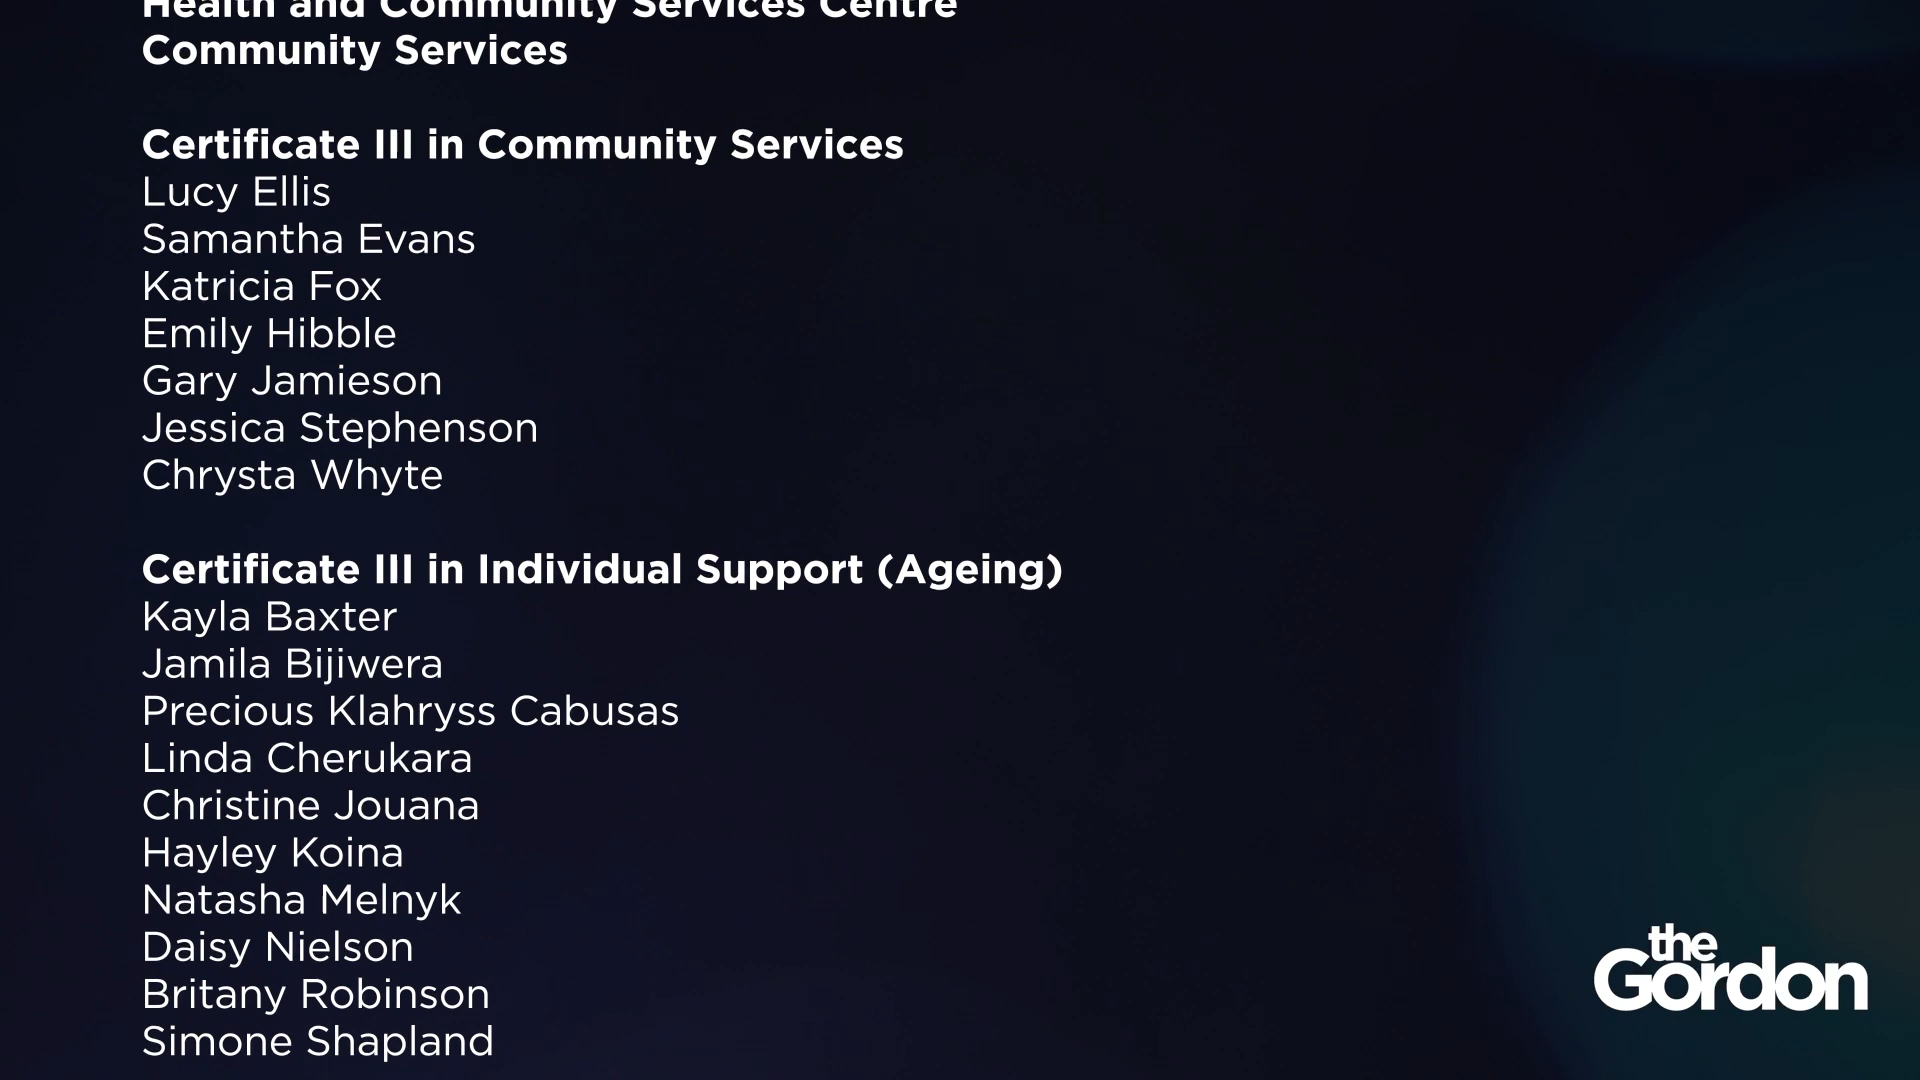 Health and Community Services Centre
Community Services
Certificate III in Community Services
Lucy Ellis
Samantha Evans
Katricia Fox
Emily Hibble
Gary Jamieson
Jessica Stephenson
Chrysta Whyte
Certificate III in Individual Support (Ageing)
Kayla Baxter
Jamila Bijiwera
Precious Klahryss Cabusas
Linda Cherukara
Christine Jouana
Hayley Koina
Natasha Melnyk
Daisy Nielson
Britany Robinson
Simone Shapland
the
Gordon